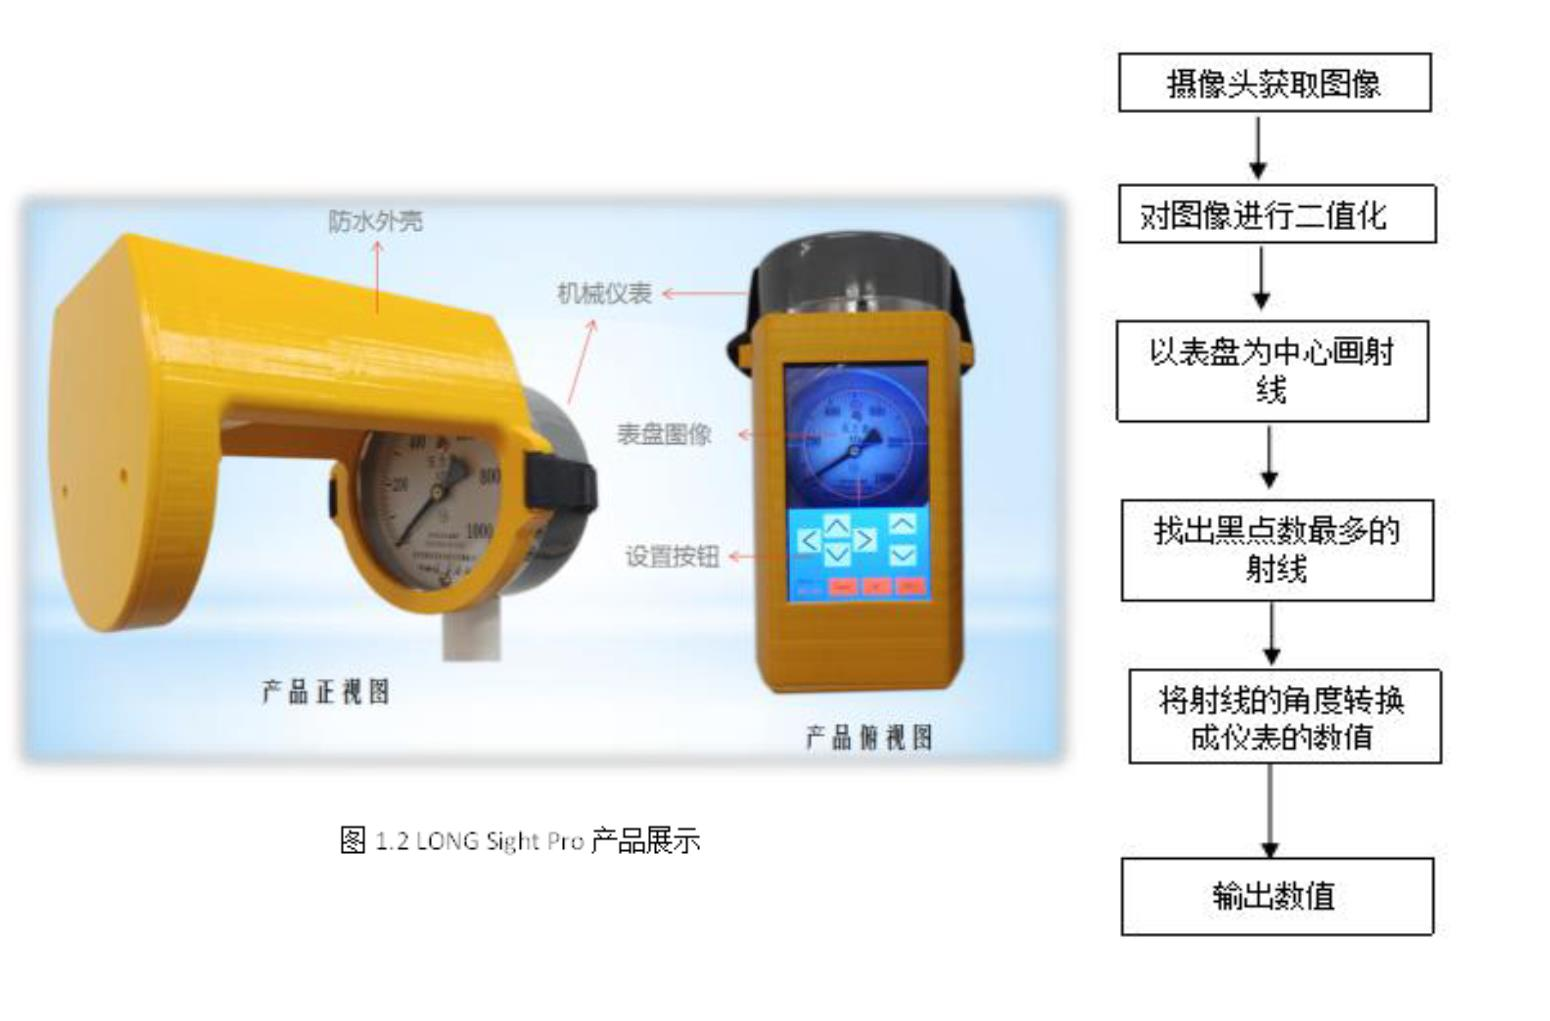 防水外壳
机械仪表
表盘图像
设置按钮
400
200
800
1000
产品正视图
产品俯视图
图 1.2 LONG Sight Pro 产品展示
摄像头获取图像
对图像进行二值化
以表盘为中心画射
线
找出黑点数最多的
射线
将射线的角度转换
成仪表的数值
输出数值